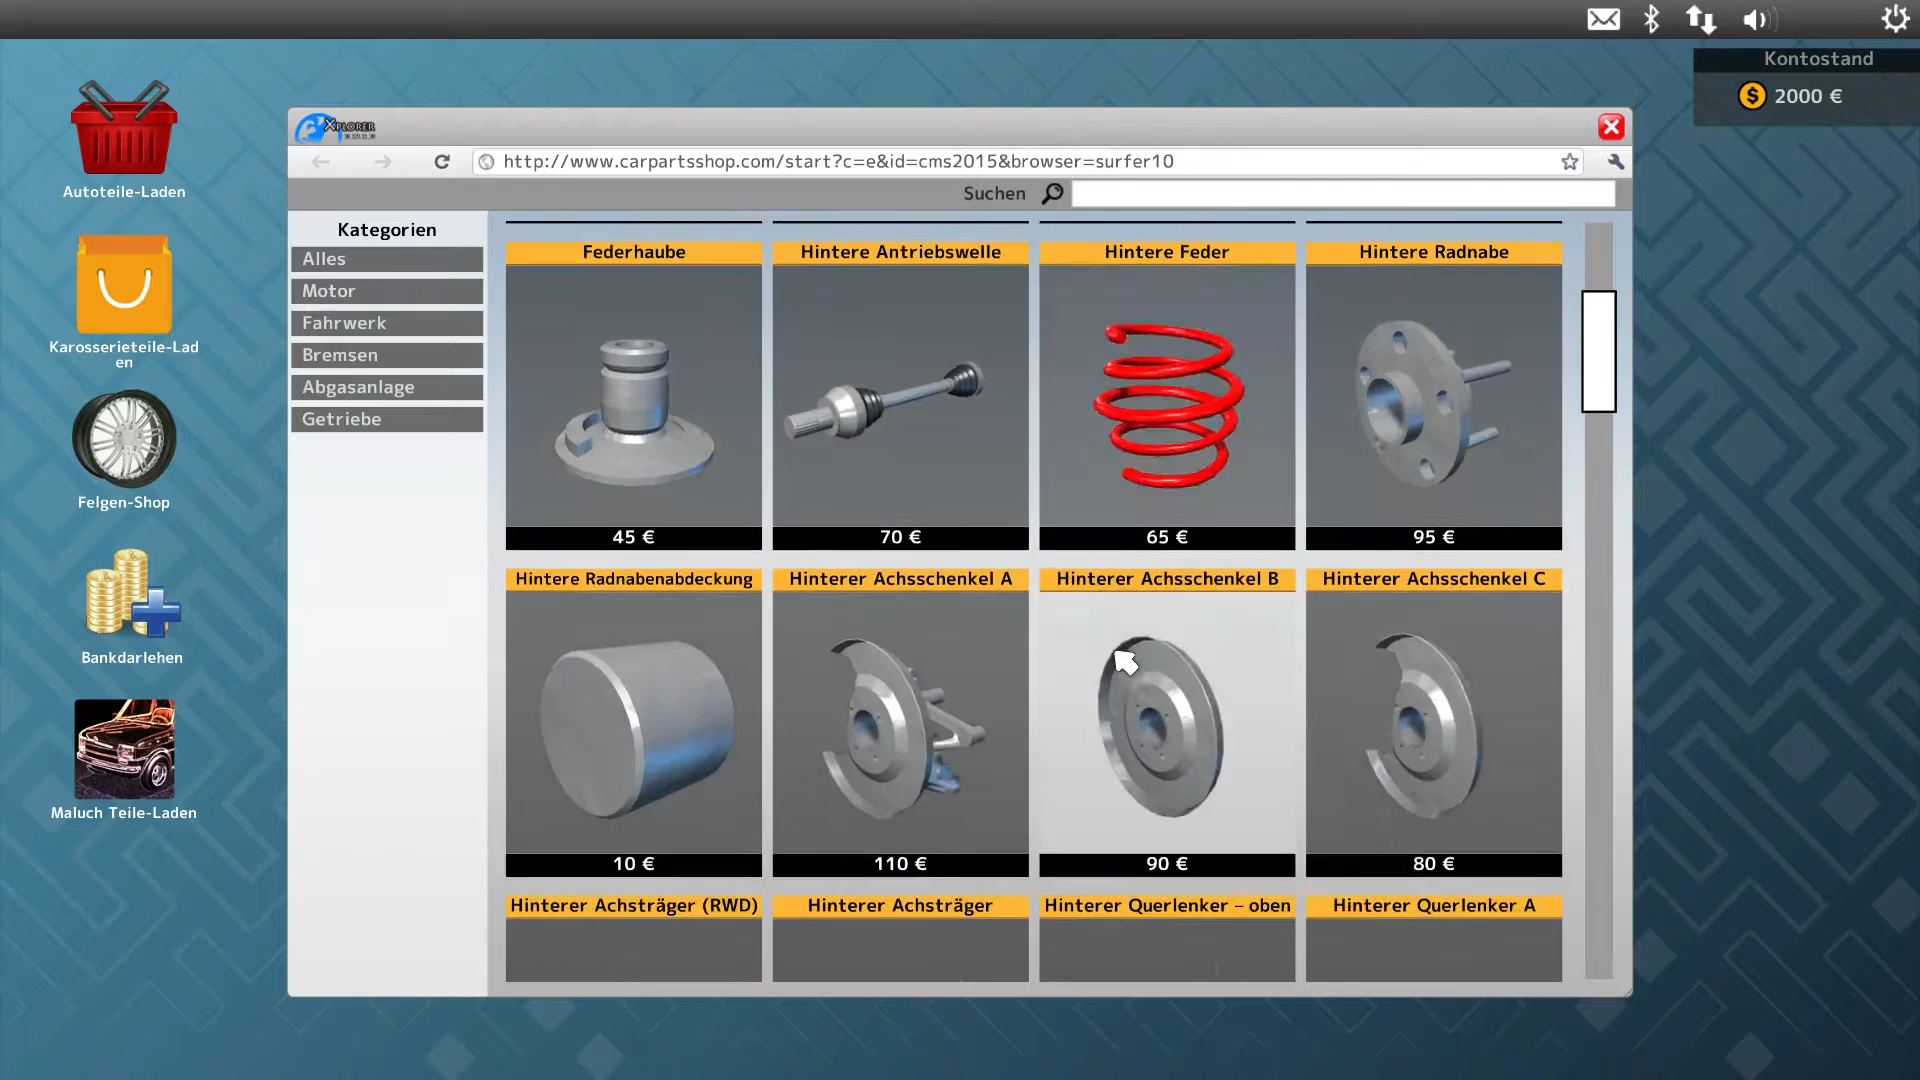 Kontostand
2000 €
Autoteile-Laden
Karosserieteile-Lad
en
Felgen-Shop
Bankdarlehen
Maluch Teile-Laden
XPLORER
http://www.carpartsshop.com/start?c=e&id=cms2015&browser=surfer10
Suchen
Kategorien
Alles
Motor
Fahrwerk
Bremsen
Abgasanlage
Getriebe
Federhaube
Hintere Antriebswelle
Hintere Feder
Hintere Radnabe
45 €
70 €
65 €
95 €
Hintere Radnabenabdeckung
Hinterer Achsschenkel A
Hinterer Achsschenkel B
Hinterer Achsschenkel C
10 €
110 €
90 €
80 €
Hinterer Achsträger (RWD)
Hinterer Achsträger
Hinterer Querlenker – oben
Hinterer Querlenker A